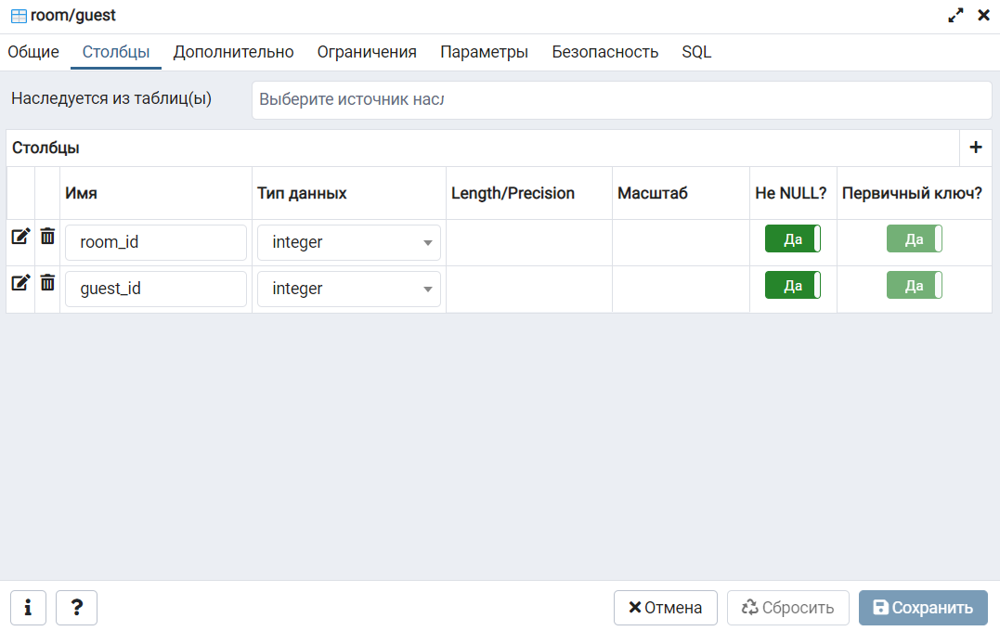 room/guest
Общие Столбцы Дополнительно Ограничения Параметры Безопасность SQL
Наследуется из таблиц(ы) Выберите источник насл
Столбцы +
Имя Тип данных Length/Precision Масштаб Не NULL? Первичный ключ?
room_id integer Да Да
guest_id integer Да Да
i ? Отмена Сбросить Сохранить